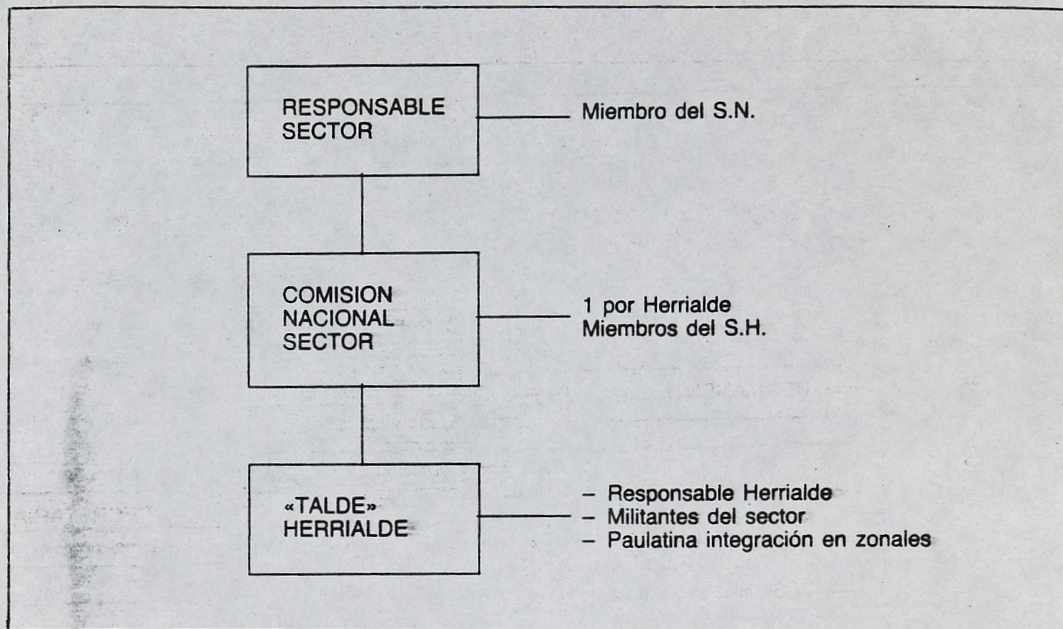 RESPONSABLE
SECTOR
Miembro del S.N.
COMISION
NACIONAL
SECTOR
1 por Herrialde
Miembros del S.H.
«TALDE»
HERRIALDE
– Responsable Herrialde
– Militantes del sector
– Paulatina integración en zonales